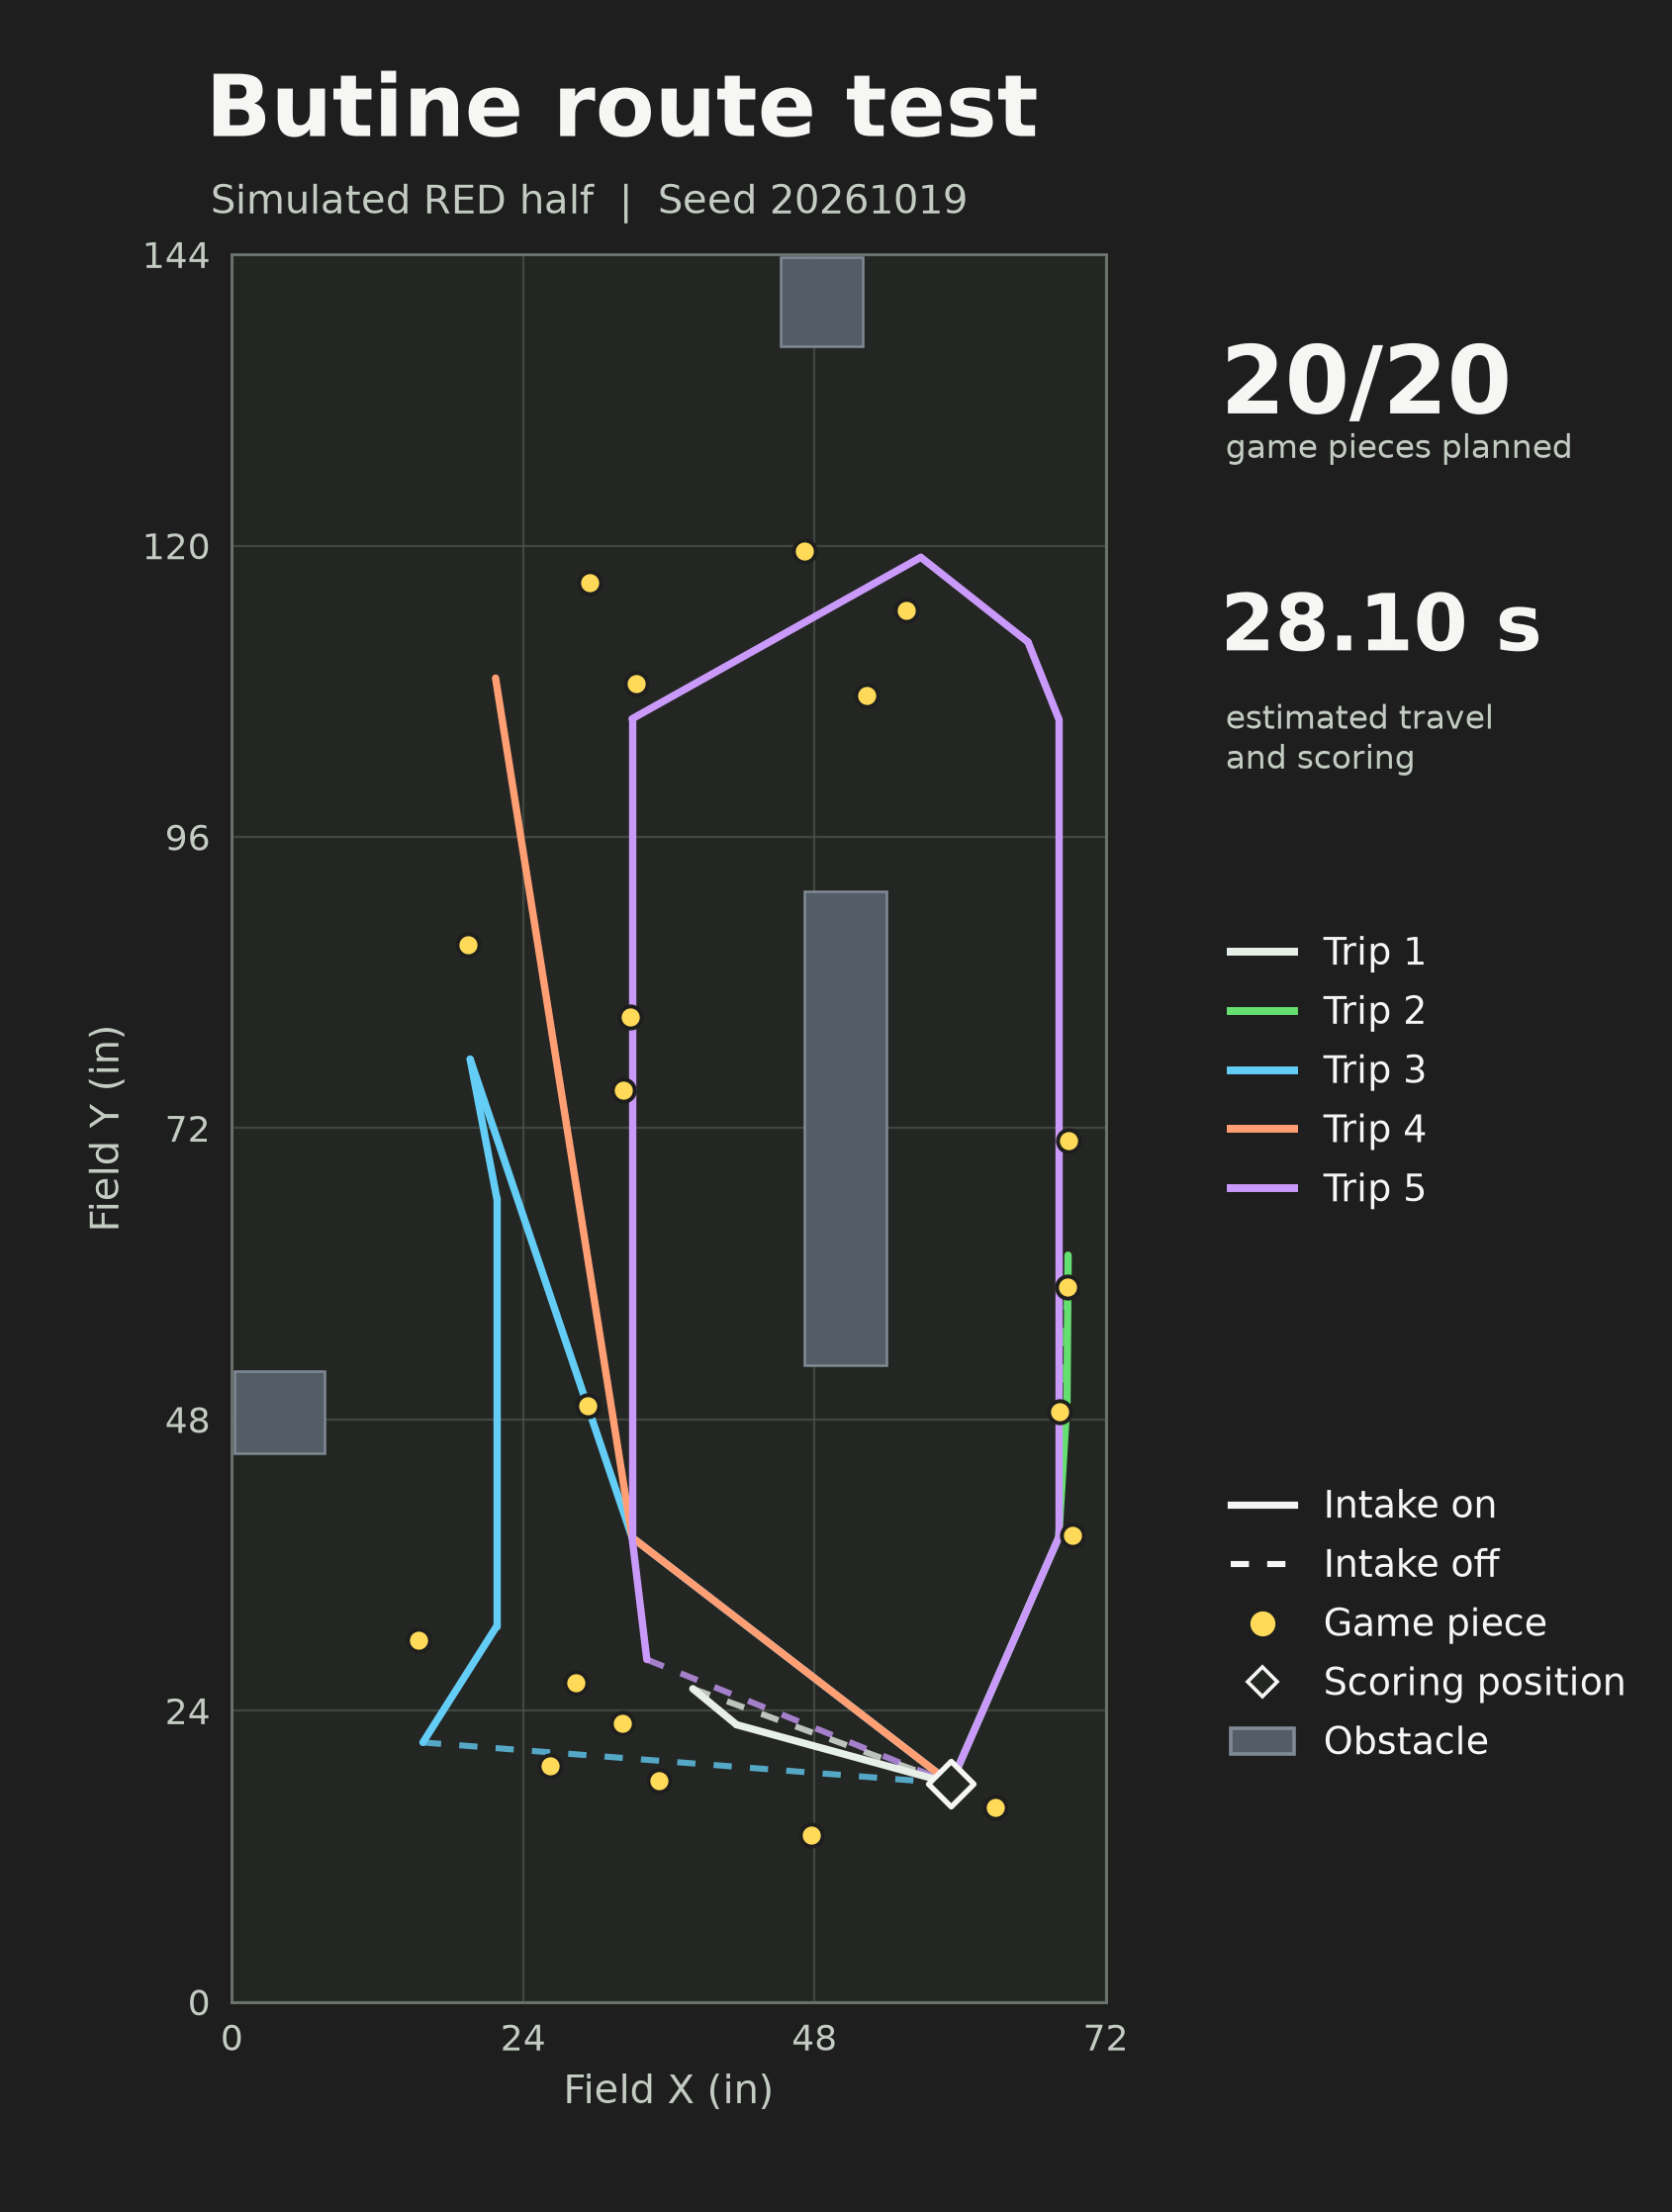 Butine route test
Simulated RED half | Seed 20261019
144
120
96
72
48
24
0
0 24 48 72
Field X (in)
Field Y (in)
20/20
game pieces planned
28.10 s
estimated travel
and scoring
Trip 1
Trip 2
Trip 3
Trip 4
Trip 5
Intake on
Intake off
Game piece
Scoring position
Obstacle